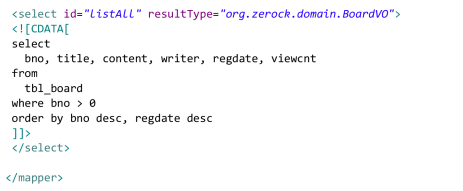 <select id="listAll" resultType="org.zerock.domain.BoardVO">
<![CDATA[
select
bno, title, content, writer, regdate, viewcnt
from
tbl_board
where bno > 0
order by bno desc, regdate desc
]]>
</select>
</mapper>